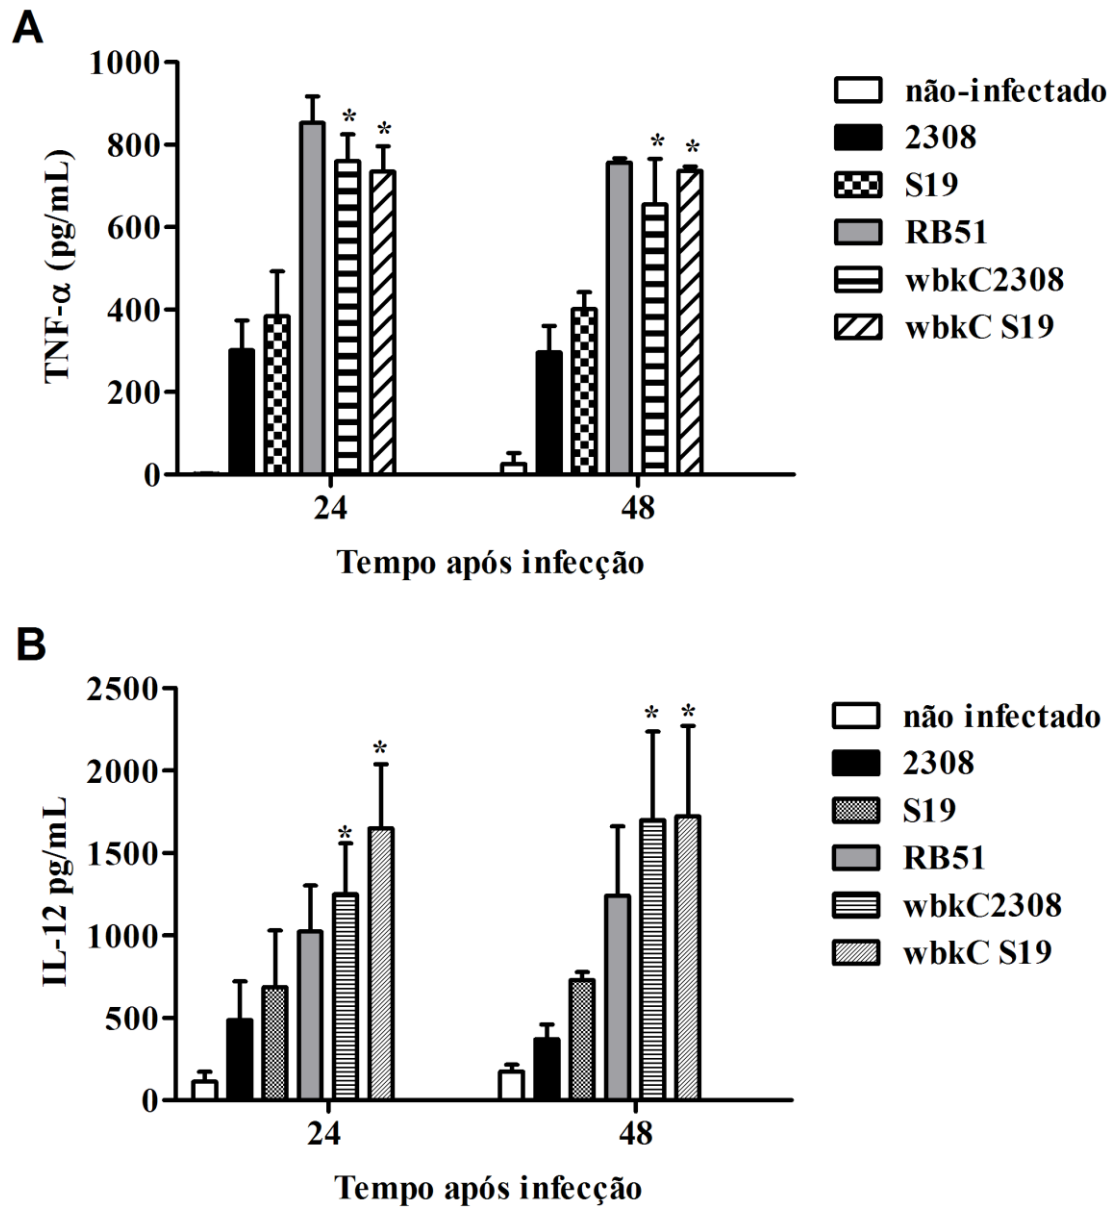 A
TNF-α (pg/mL)
1000
800
600
400
200
0
* * * *
24 48
Tempo após infecção
não-infectado
2308
S19
RB51
wbkC2308
wbkC S19
B
IL-12 pg/mL
2500
2000
1500
1000
500
0
* * * *
24 48
Tempo após infecção
não infectado
2308
S19
RB51
wbkC2308
wbkC S19